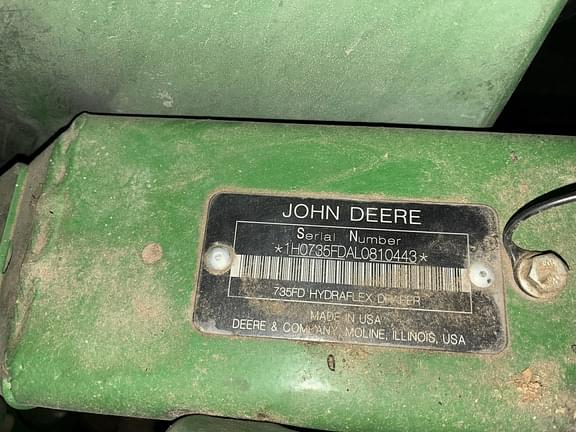 JOHN DEERE
Serial Number
*1H0735FDAL0810443*
735FD HYDRAFLEX DRAPER
MADE IN USA
DEERE & COMPANY, MOLINE, ILLINOIS, USA